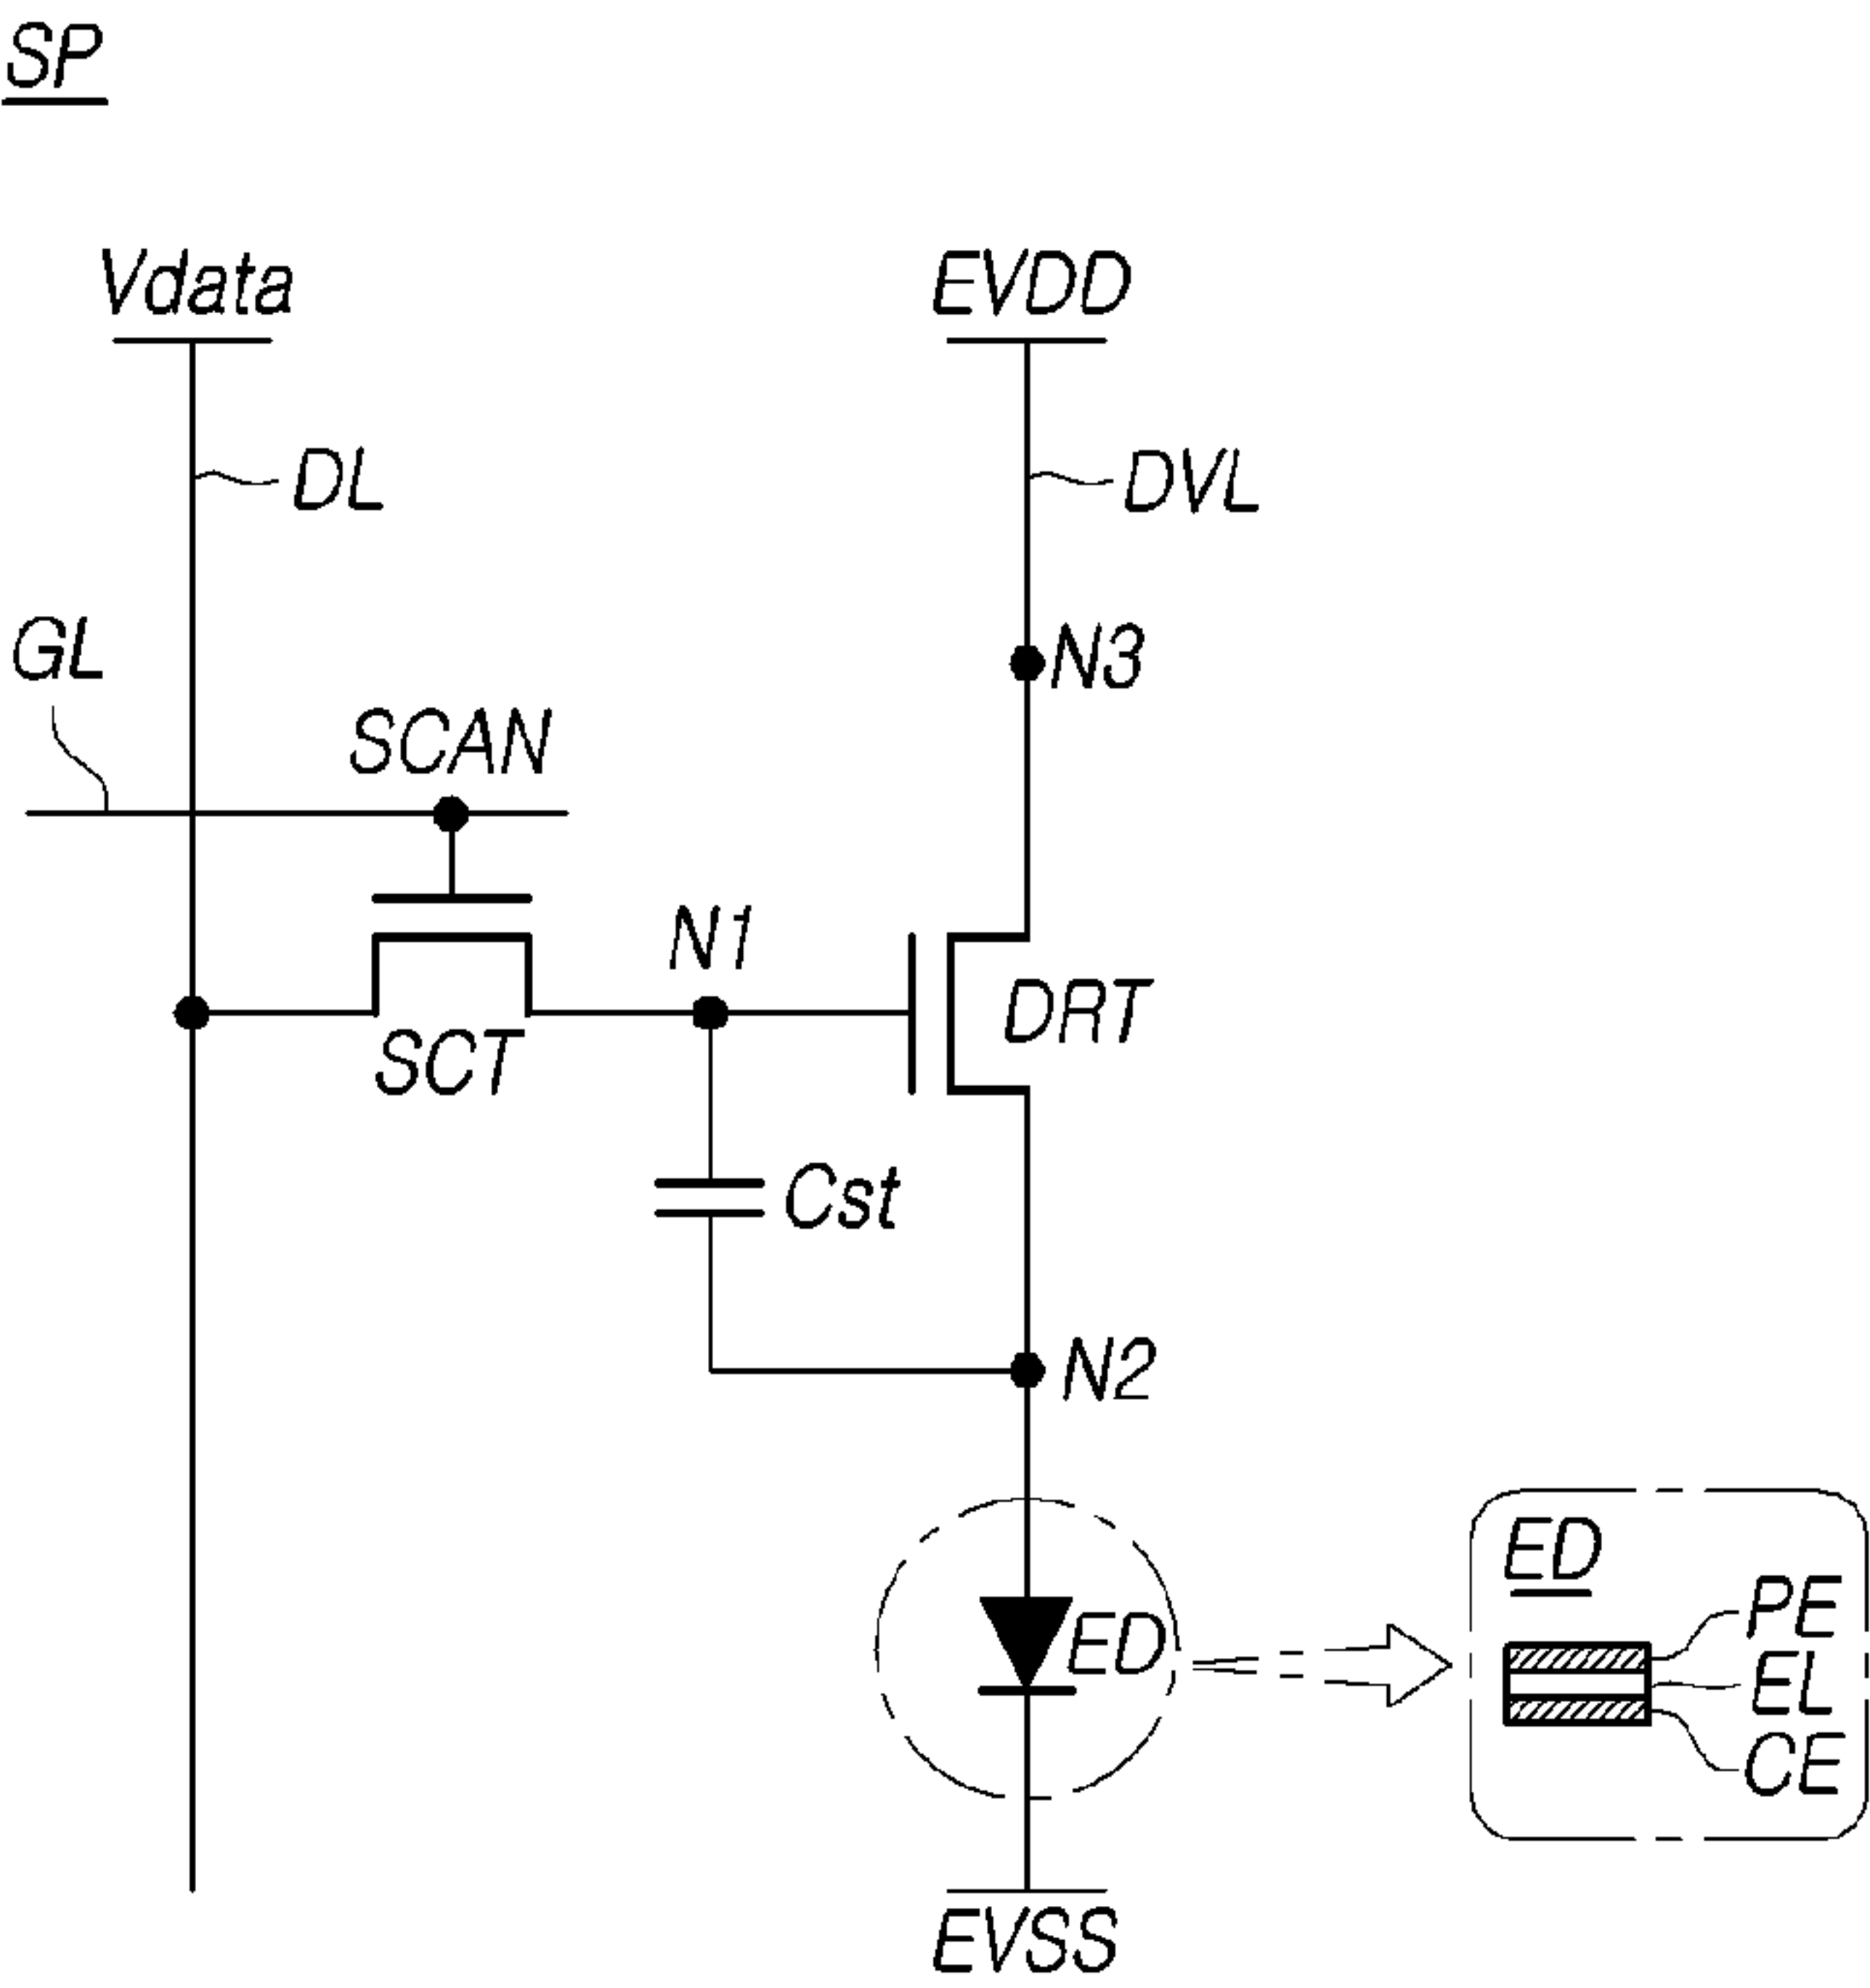 SP
Vdata EVDD
DL DVL
GL N3
SCAN
N1
DRT
SCT
Cst
N2
ED
ED
PE
EL
CE
EVSS